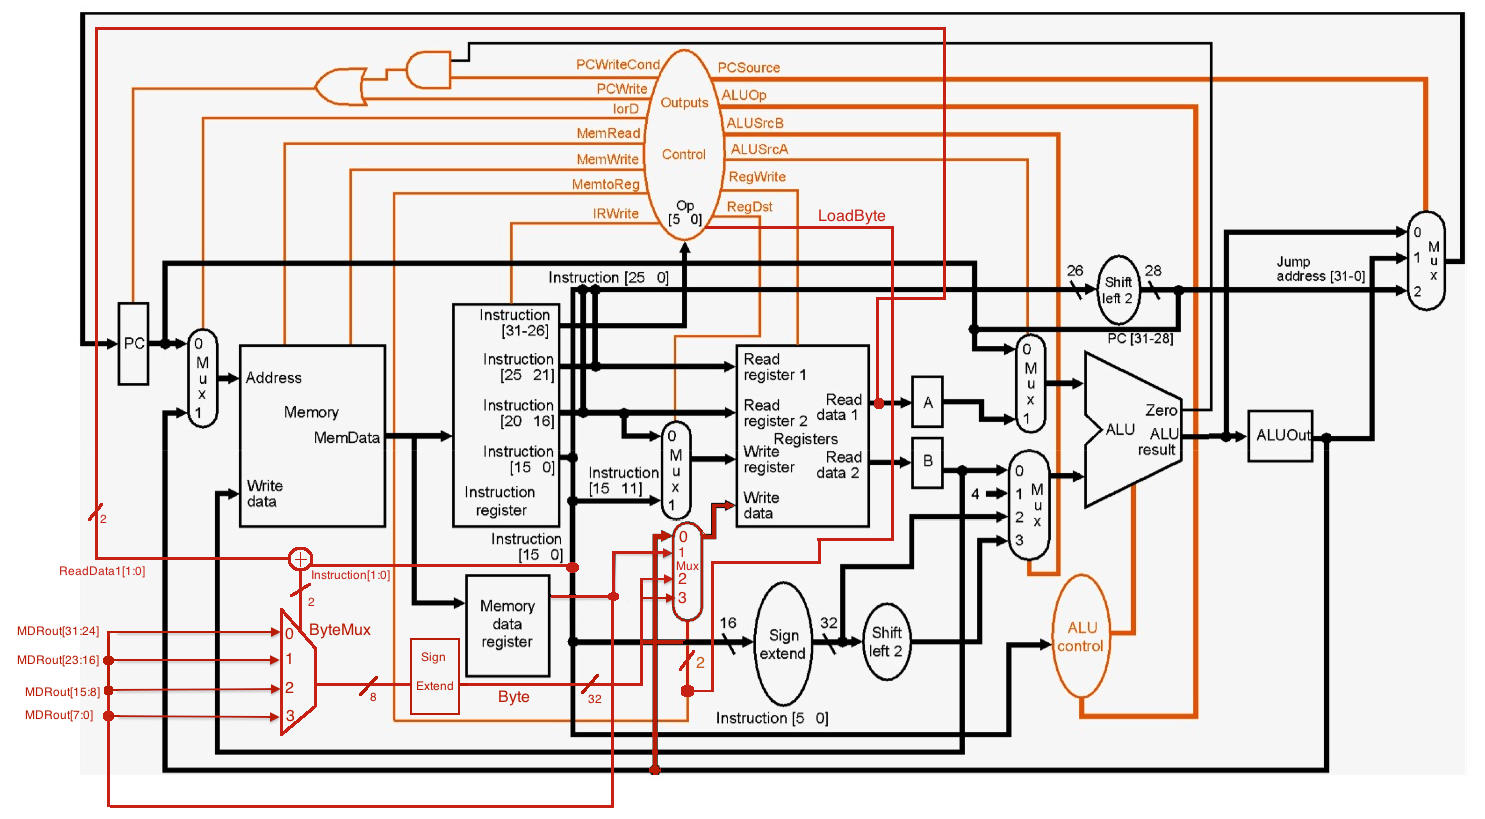 PCWriteCond
PCWrite
IorD
MemRead
MemWrite
MemtoReg
IRWrite
Outputs
Control
Op
[5 0]
PCSource
ALUOp
ALUSrcB
ALUSrcA
RegWrite
RegDst
LoadByte
Instruction [25 0]
26
Shift
left 2
28
Jump
address [31-0]
0
1
2
M
u
x
PC [31-28]
PC
0
M
u
x
1
Address
Memory
MemData
Write
data
Instruction
[31-26]
Instruction
[25 21]
Instruction
[20 16]
Instruction
[15 0]
Instruction
register
Instruction
[15 11]
0
M
u
x
1
Read
register 1
Read
register 2
Registers
Write
register
Write
data
Read
data 1
Read
data 2
A
B
0
M
u
x
1
4
0
1
2
3
M
u
x
Zero
ALU
ALU
result
ALUOut
2
ReadData1[1:0]
+
Instruction[1:0]
2
Instruction
[15 0]
0
1
Mux
2
3
Memory
data
register
MDRout[31:24]
MDRout[23:16]
MDRout[15:8]
MDRout[7:0]
ByteMux
0
1
2
3
8
Sign
Extend
Byte
32
2
16
Sign
extend
32
Shift
left 2
ALU
control
Instruction [5 0]